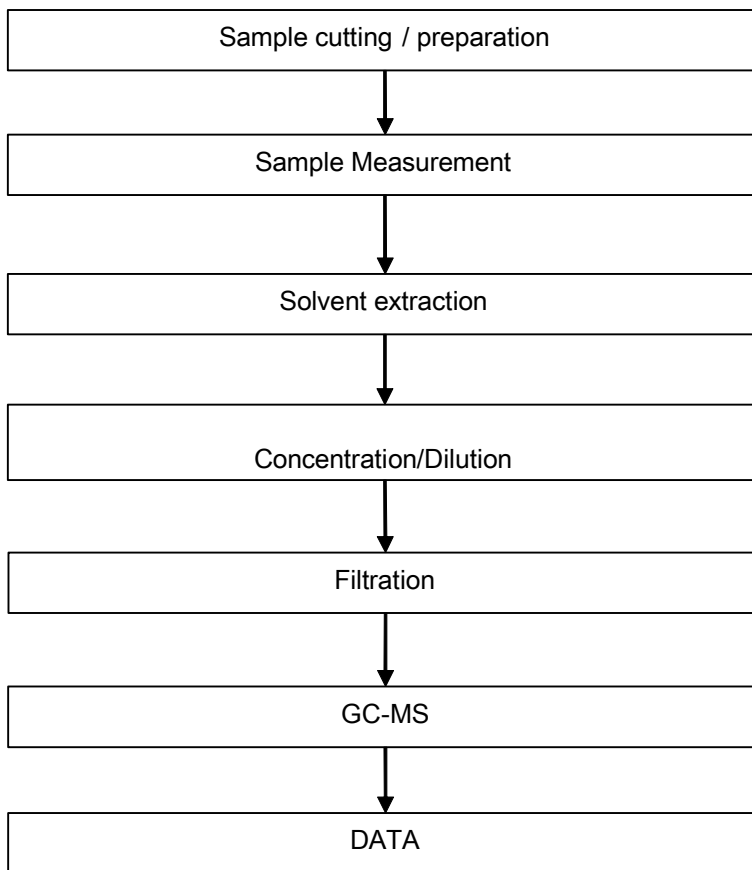 Sample cutting / preparation
Sample Measurement
Solvent extraction
Concentration/Dilution
Filtration
GC-MS
DATA